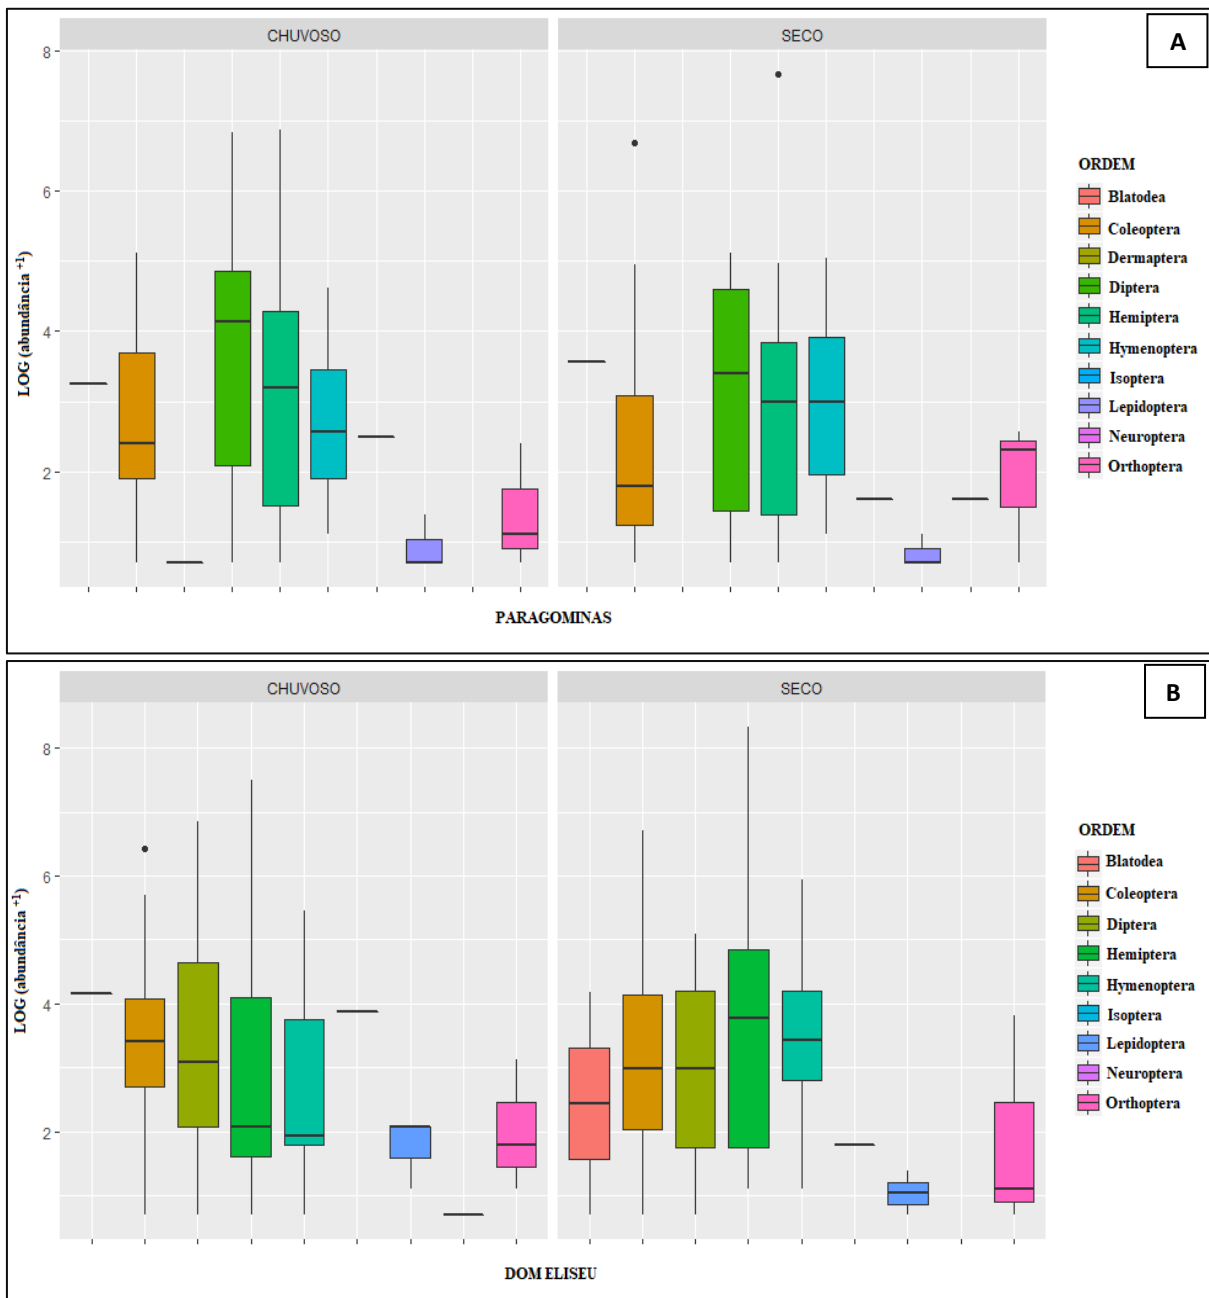 CHUVOSO
SECO
A
8
6
4
2
LOG (abundância +1)
PARAGOMINAS
ORDEM
Blatodea
Coleoptera
Dermaptera
Diptera
Hemiptera
Hymenoptera
Isoptera
Lepidoptera
Neuroptera
Orthoptera
CHUVOSO
SECO
B
8
6
4
2
LOG (abundância +1)
DOM ELISEU
ORDEM
Blatodea
Coleoptera
Diptera
Hemiptera
Hymenoptera
Isoptera
Lepidoptera
Neuroptera
Orthoptera